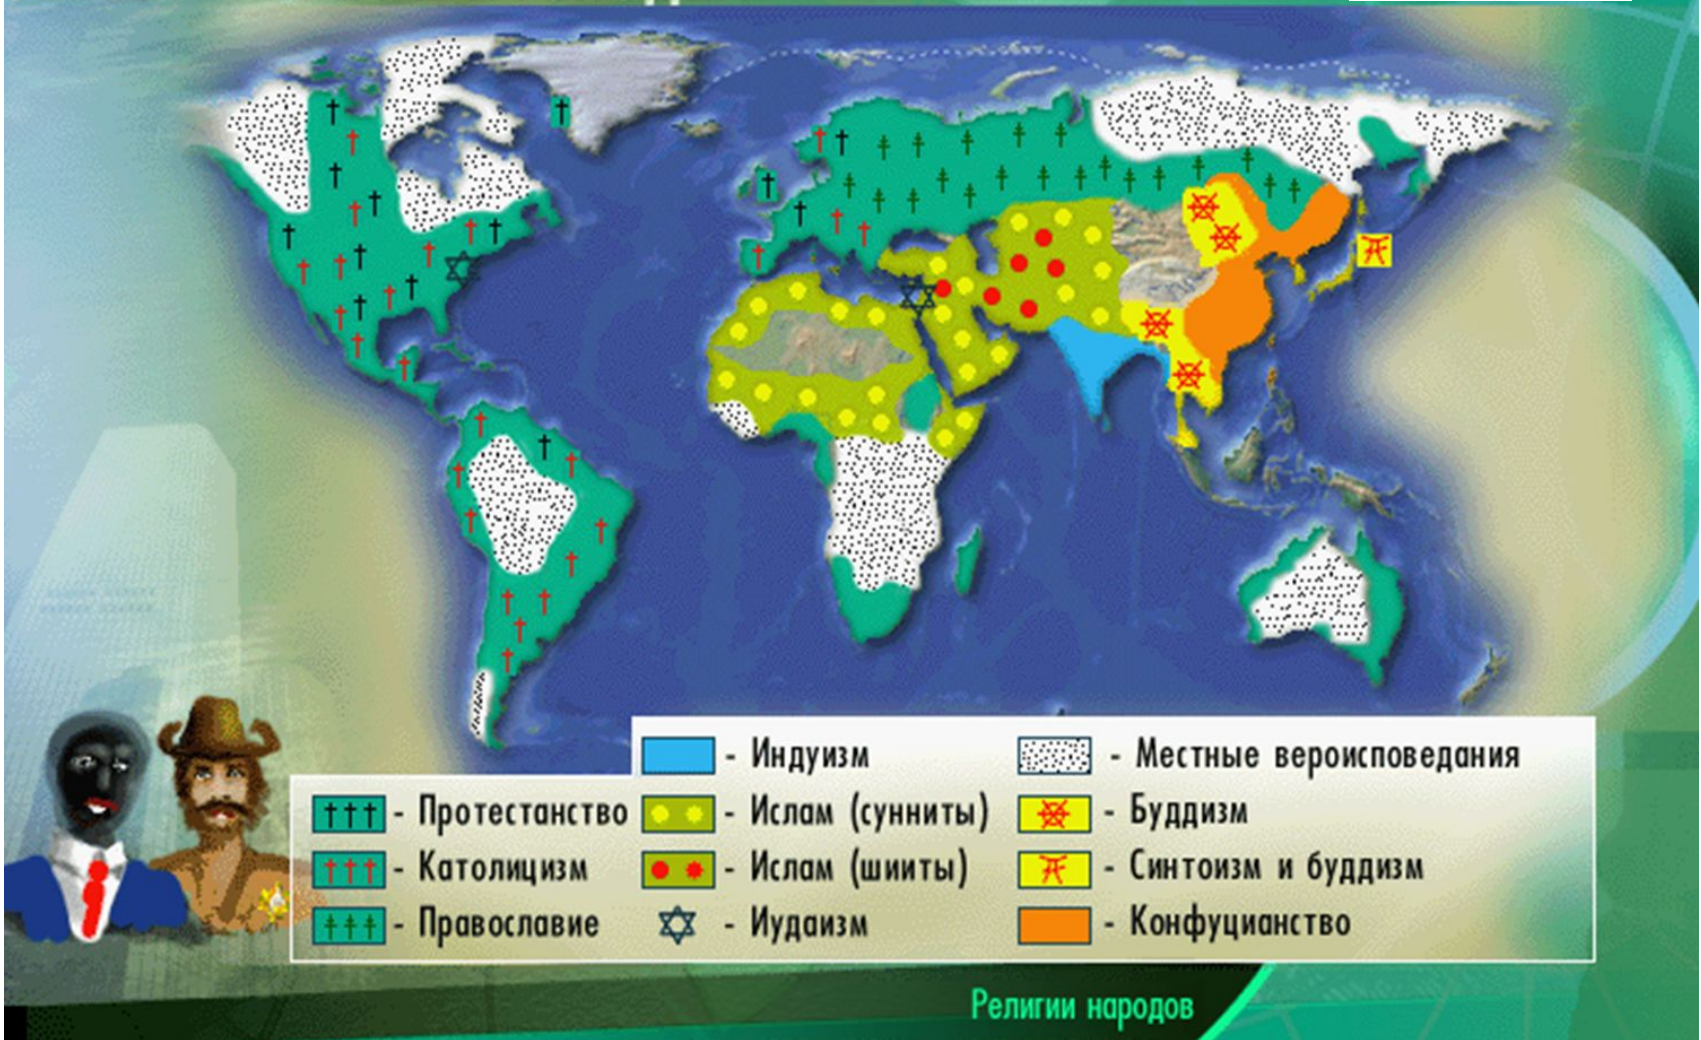 - Индуизм
- Местные вероисповедания
- Протестанство
- Ислам (сунниты)
- Буддизм
- Католицизм
- Ислам (шииты)
- Синтоизм и буддизм
- Православие
- Иудаизм
- Конфуцианство
Религии народов